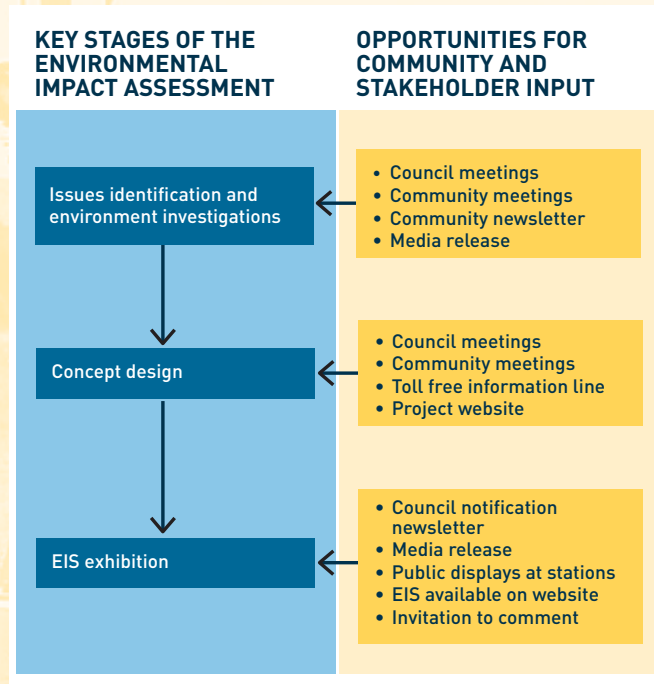 KEY STAGES OF THE
ENVIRONMENTAL
IMPACT ASSESSMENT
OPPORTUNITIES FOR
COMMUNITY AND
STAKEHOLDER INPUT
Issues identification and
environment investigations
• Council meetings
• Community meetings
• Community newsletter
• Media release
Concept design
• Council meetings
• Community meetings
• Toll free information line
• Project website
EIS exhibition
• Council notification
newsletter
• Media release
• Public displays at stations
• EIS available on website
• Invitation to comment